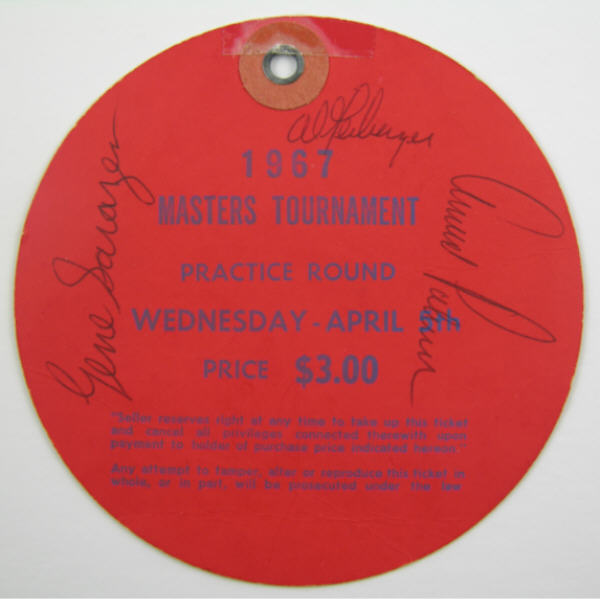 Al Geiberger
1967
MASTERS TOURNAMENT
PRACTICE ROUND
WEDNESDAY-APRIL 5th
PRICE $3.00
Gene Sarazen
Arnold Palmer
"Seller reserves right at any time to take up this ticket
and cancel all privileges connected therewith upon
payment to holder of purchase price indicated hereon."
Any attempt to tamper, alter or reproduce this ticket in
whole, or in part, will be prosecuted under the law